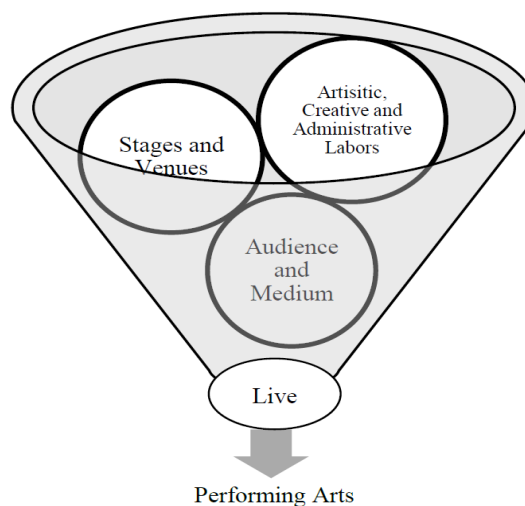 Artisitic,
Creative and
Administrative
Labors
Stages and
Venues
Audience
and
Medium
Live
Performing Arts